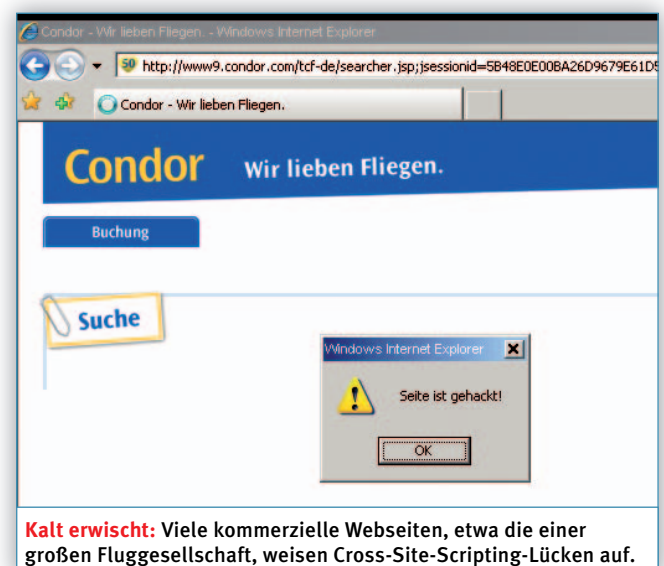 Condor - Wir lieben Fliegen. - Windows Internet Explorer
50 http://www9.condor.com/tcf-de/searcher.jsp;jsessionid=5B48E0E00BA26D9679E61D5
Condor - Wir lieben Fliegen.
Condor Wir lieben Fliegen.
Buchung
Suche
Windows Internet Explorer
Seite ist gehackt!
OK
Kalt erwischt: Viele kommerzielle Webseiten, etwa die einer
großen Fluggesellschaft, weisen Cross-Site-Scripting-Lücken auf.